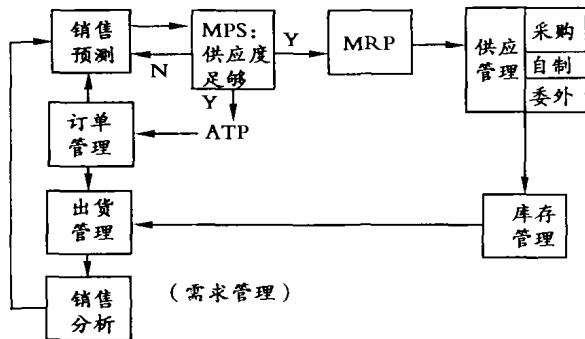 销售
预测
MPS:
供应度
足够
Y
N
Y
MRP
供应
管理
采购
自制
委外
订单
管理
ATP
出货
管理
库存
管理
销售
分析
(需求管理)